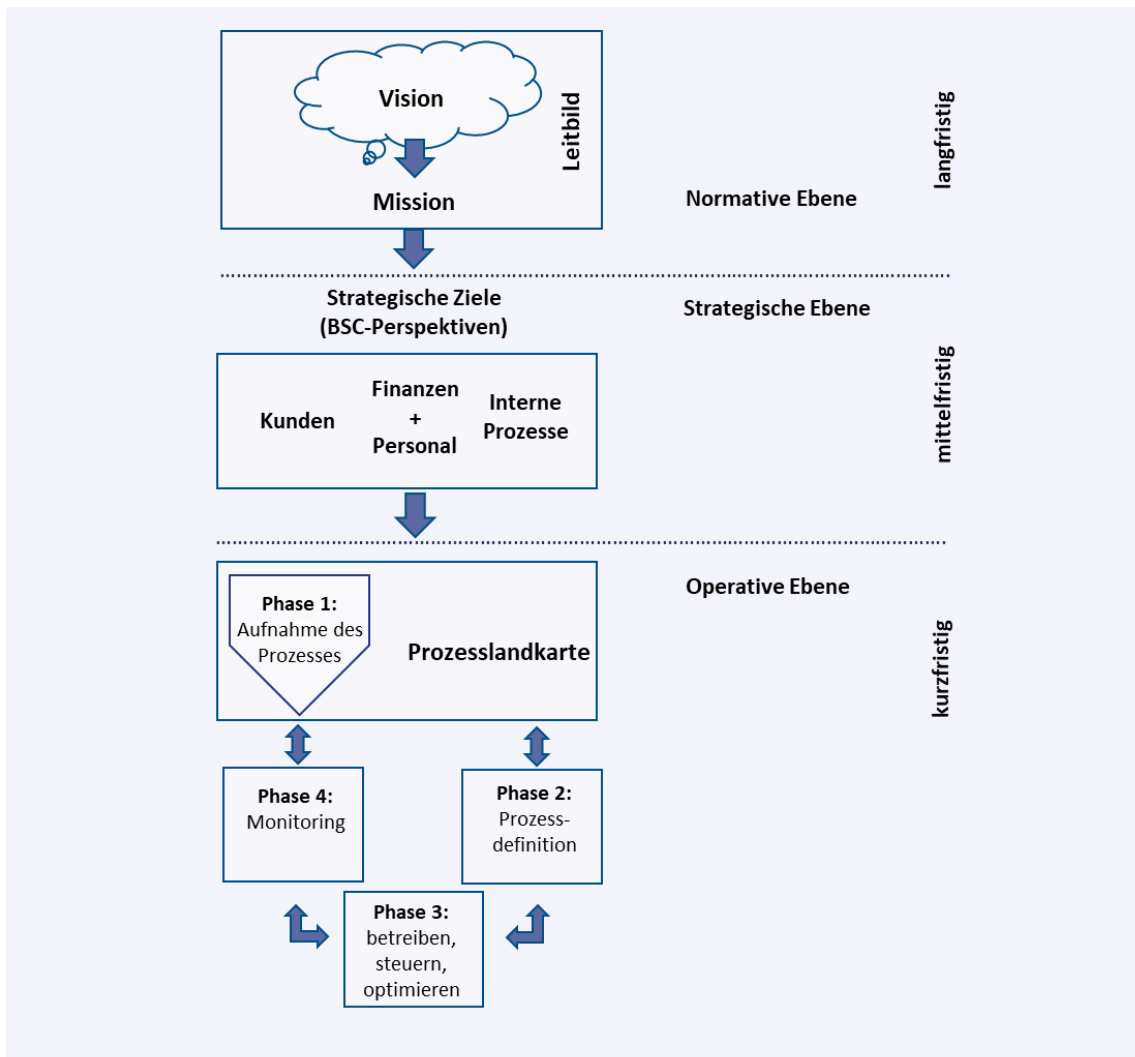 Vision
Mission
Leitbild
Normative Ebene
langfristig
Strategische Ziele
(BSC-Perspektiven)
Strategische Ebene
Kunden
Finanzen
+
Personal
Interne
Prozesse
mittelfristig
Operative Ebene
Phase 1:
Aufnahme des
Prozesses
Prozesslandkarte
kurzfristig
Phase 4:
Monitoring
Phase 2:
Prozess-
definition
Phase 3:
betreiben,
steuern,
optimieren